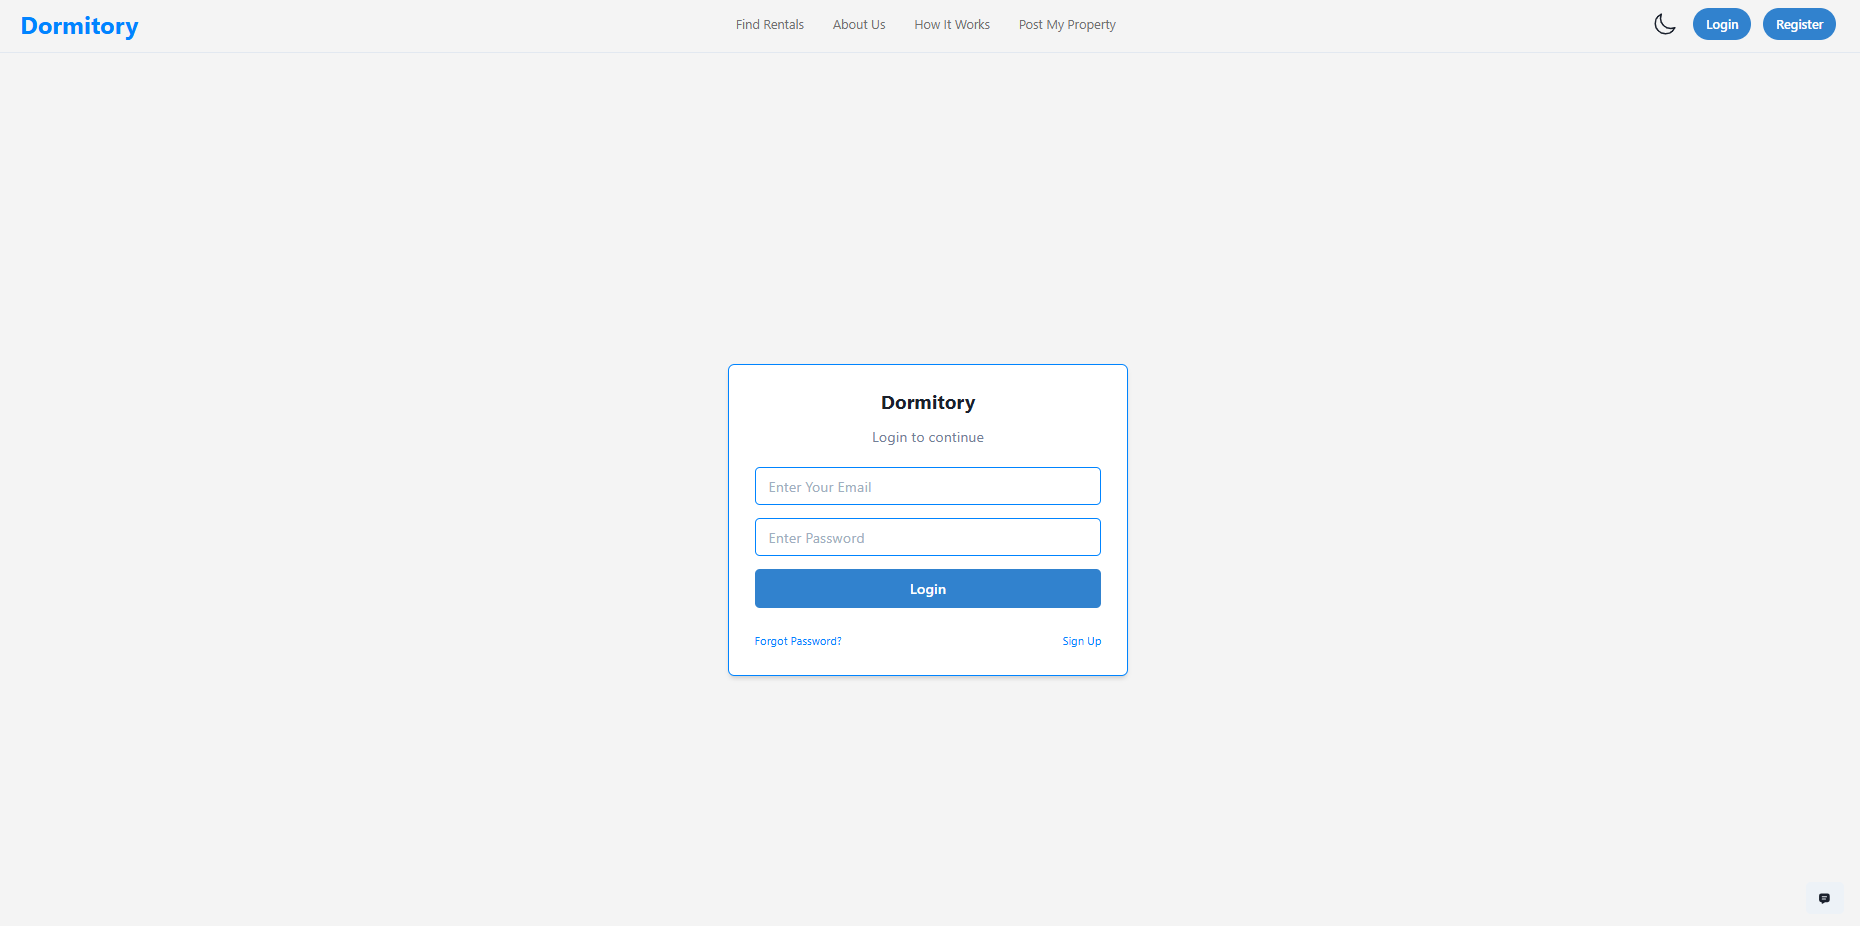 Dormitory
Find Rentals
About Us
How It Works
Post My Property
Login
Register
Dormitory
Login to continue
Enter Your Email
Enter Password
Login
Forgot Password?
Sign Up